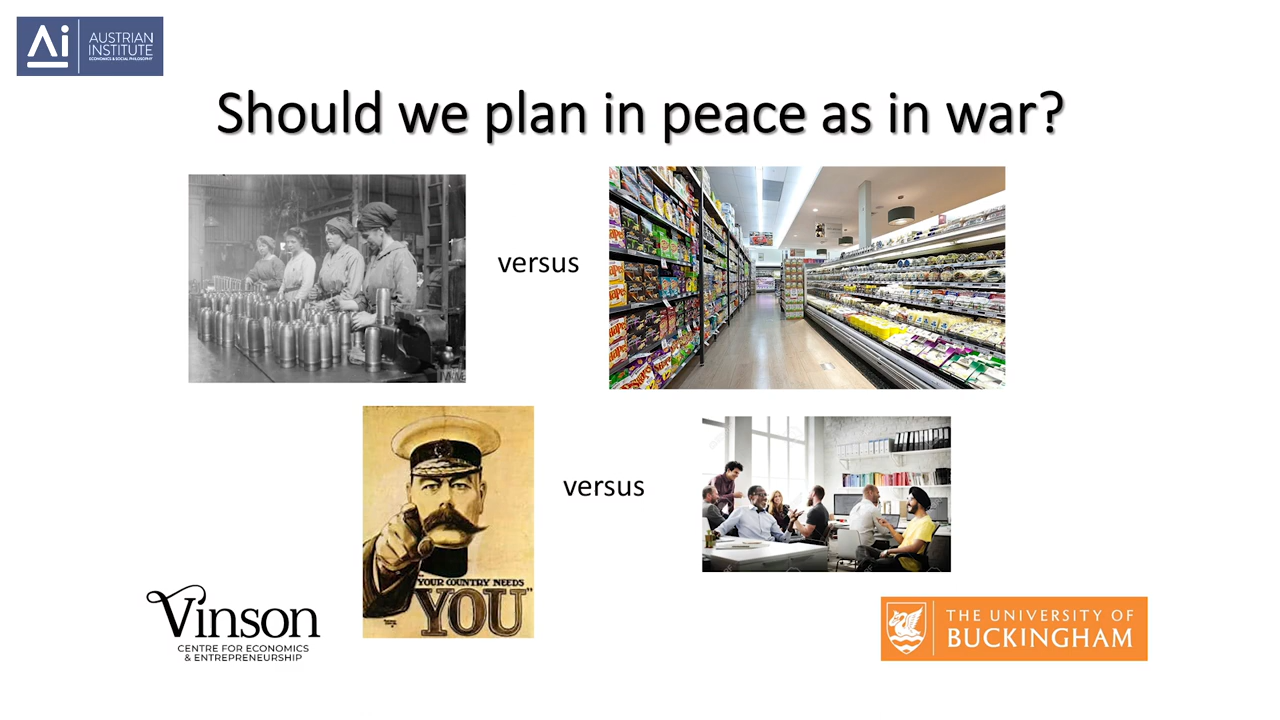 Ai
AUSTRIAN
INSTITUTE
ECONOMICS & SOCIAL PHILOSOPHY
Should we plan in peace as in war?
versus
versus
"YOUR COUNTRY NEEDS
YOU"
Vinson
CENTRE FOR ECONOMICS
& ENTREPRENEURSHIP
THE UNIVERSITY OF
BUCKINGHAM